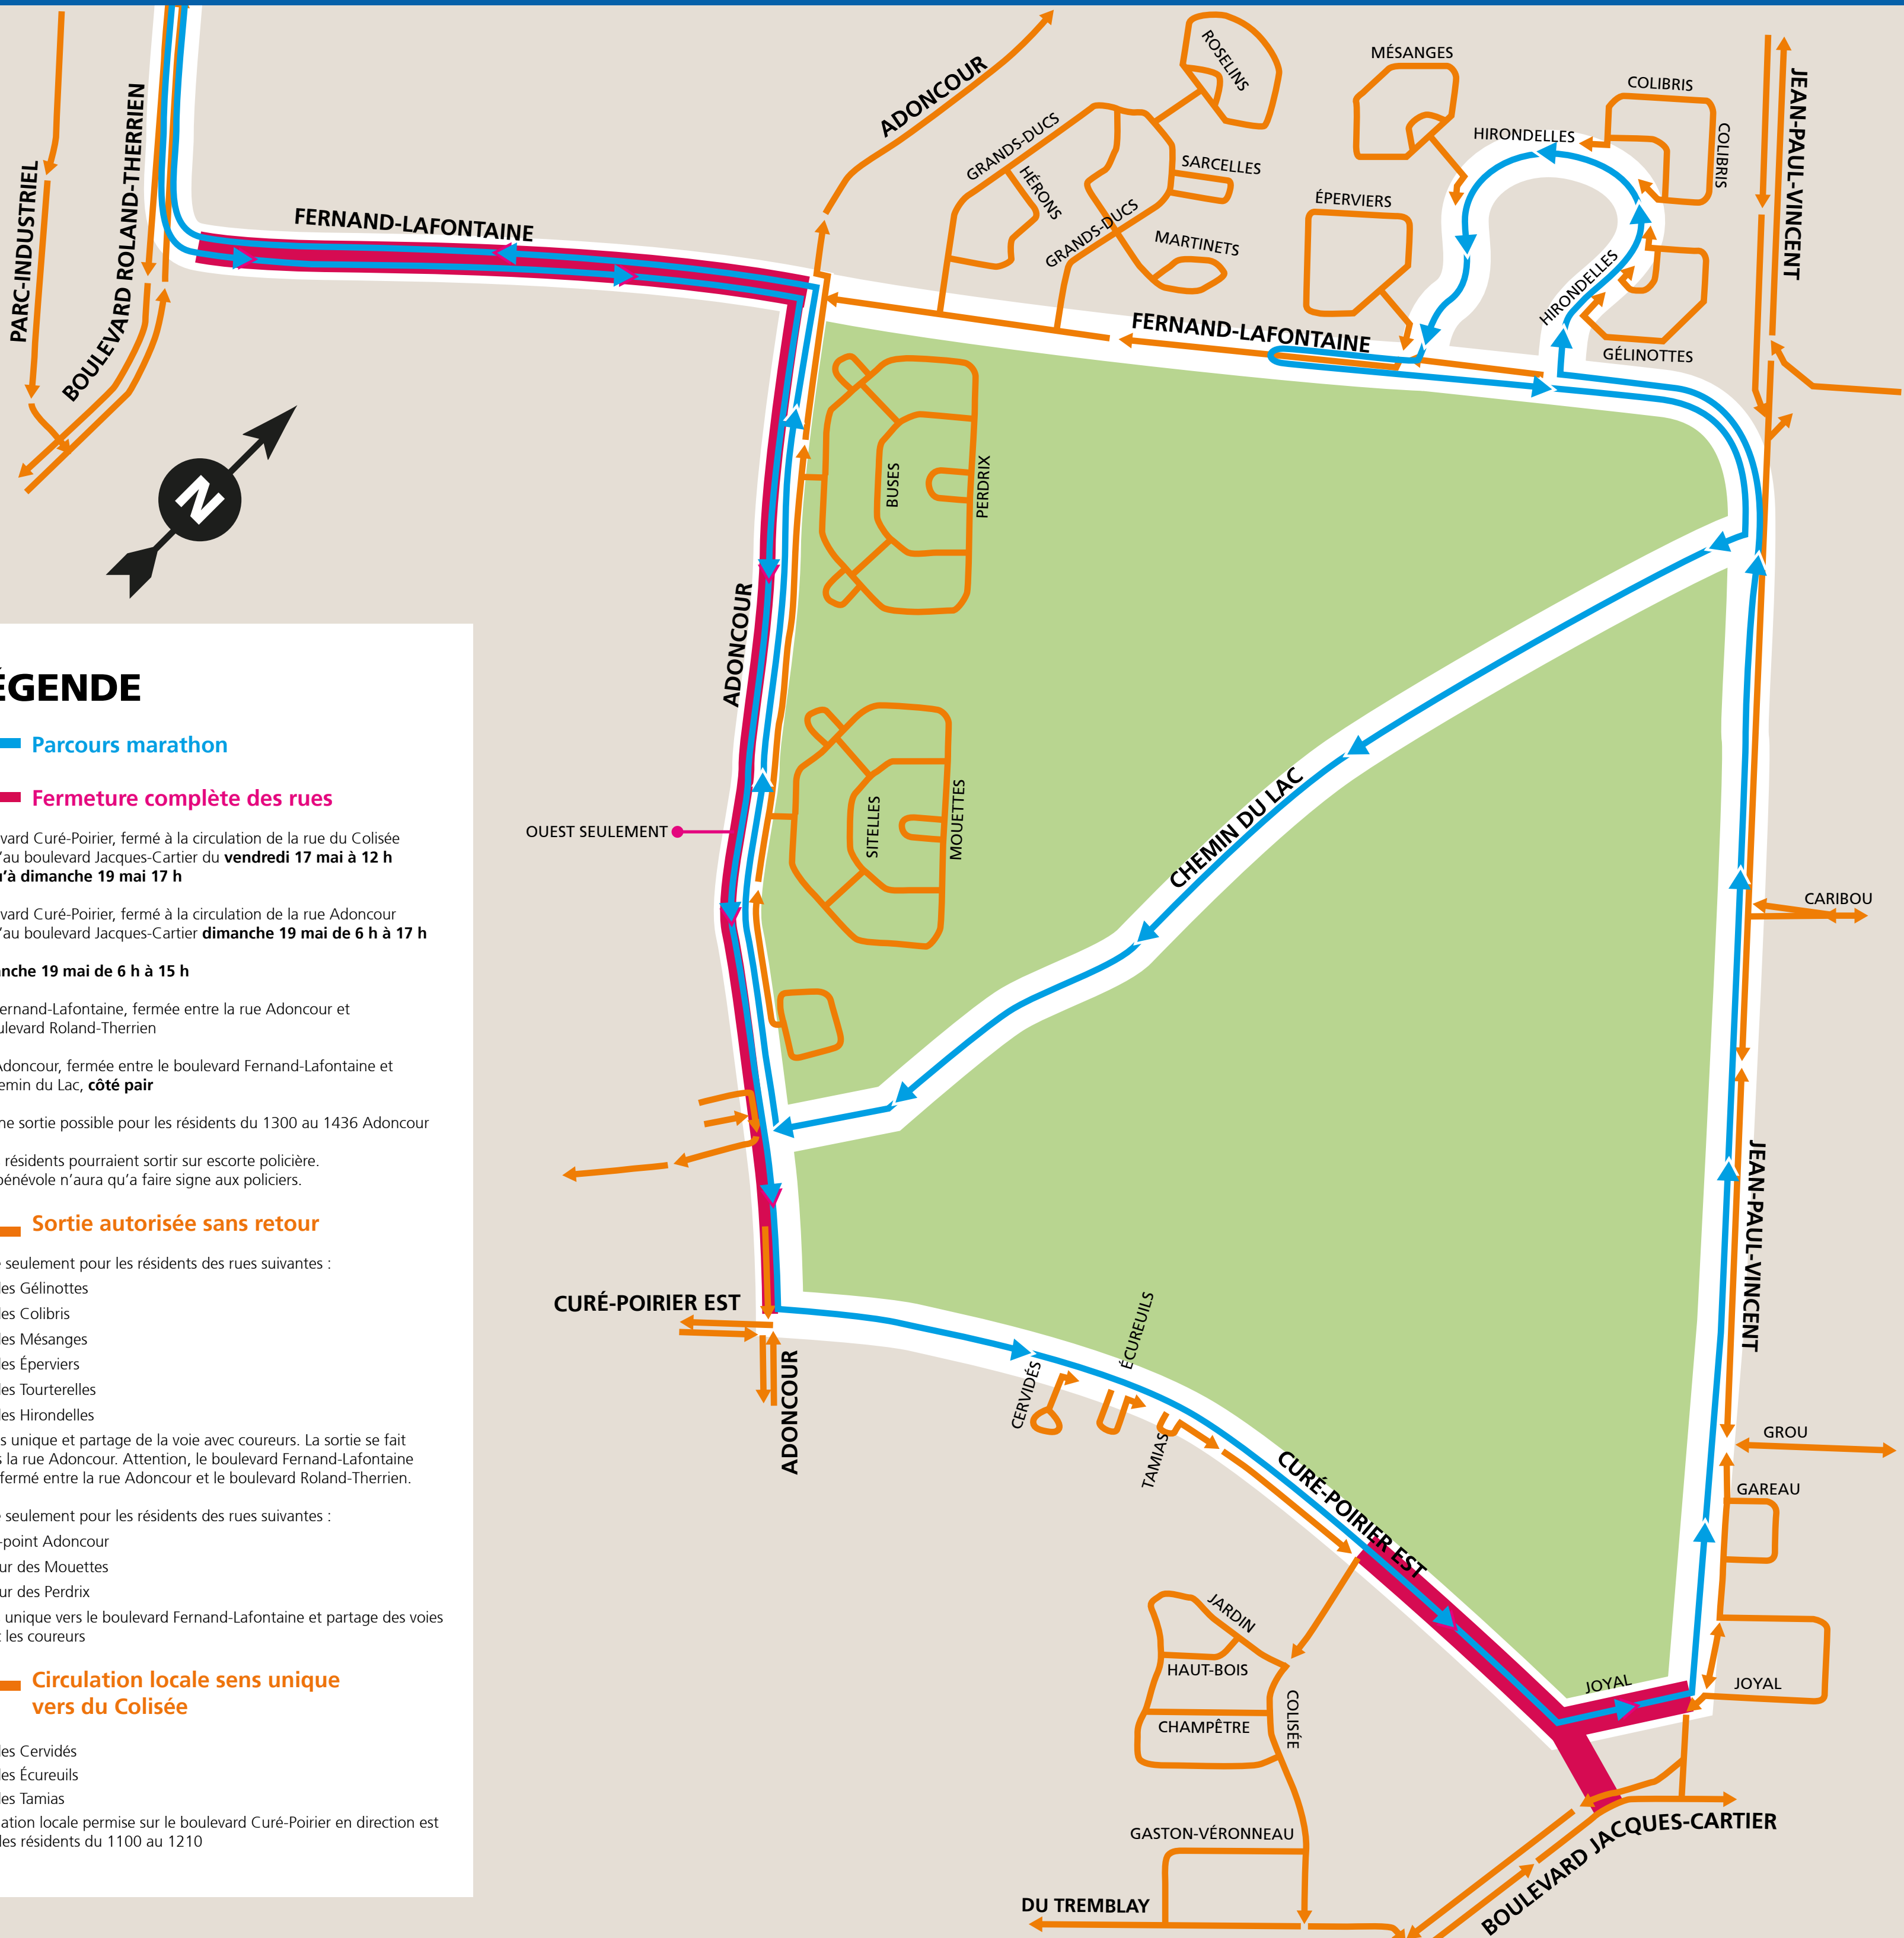 ADONCOUR
ROSELINS
MÉSANGES
COLIBRIS
JEAN-PAUL-VINCENT
GRANDS-DUCS
HIRONDELLES
COLIBRIS
SARCELLES
HÉRONS
ÉPERVIERS
PARC-INDUSTRIEL
BOULEVARD ROLAND-THERRIEN
FERNAND-LAFONTAINE
GRANDS-DUCS
MARTINETS
HIRONDELLES
FERNAND-LAFONTAINE
GÉLINOTTES
N
BUSES
PERDRIX
ADONCOUR
OUEST SEULEMENT
SITELLES
MOUETTES
CHEMIN DU LAC
CARIBOU
JEAN-PAUL-VINCENT
CURÉ-POIRIER EST
ADONCOUR
CERVIDÉS
ÉCUREUILS
TAMIAS
CURÉ-POIRIER EST
GROU
GAREAU
JARDIN
HAUT-BOIS
CHAMPÊTRE
COLISÉE
JOYAL
JOYAL
GASTON-VÉRONNEAU
DU TREMBLAY
BOULEVARD JACQUES-CARTIER
ÉGENDE
Parcours marathon
Fermeture complète des rues
vard Curé-Poirier, fermé à la circulation de la rue du Colisée
'au boulevard Jacques-Cartier du vendredi 17 mai à 12 h
u'à dimanche 19 mai 17 h
vard Curé-Poirier, fermé à la circulation de la rue Adoncour
'au boulevard Jacques-Cartier dimanche 19 mai de 6 h à 17 h
anche 19 mai de 6 h à 15 h
ernand-Lafontaine, fermée entre la rue Adoncour et
ulevard Roland-Therrien
Adoncour, fermée entre le boulevard Fernand-Lafontaine et
emin du Lac, côté pair
ne sortie possible pour les résidents du 1300 au 1436 Adoncour
résidents pourraient sortir sur escorte policière.
bénévole n'aura qu'a faire signe aux policiers.
Sortie autorisée sans retour
e seulement pour les résidents des rues suivantes :
des Gélinottes
des Colibris
des Mésanges
des Éperviers
des Tourterelles
des Hirondelles
s unique et partage de la voie avec coureurs. La sortie se fait
s la rue Adoncour. Attention, le boulevard Fernand-Lafontaine
fermé entre la rue Adoncour et le boulevard Roland-Therrien.
e seulement pour les résidents des rues suivantes :
-point Adoncour
ur des Mouettes
ur des Perdrix
unique vers le boulevard Fernand-Lafontaine et partage des voies
c les coureurs
Circulation locale sens unique
vers du Colisée
des Cervidés
des Écureuils
des Tamias
ation locale permise sur le boulevard Curé-Poirier en direction est
des résidents du 1100 au 1210